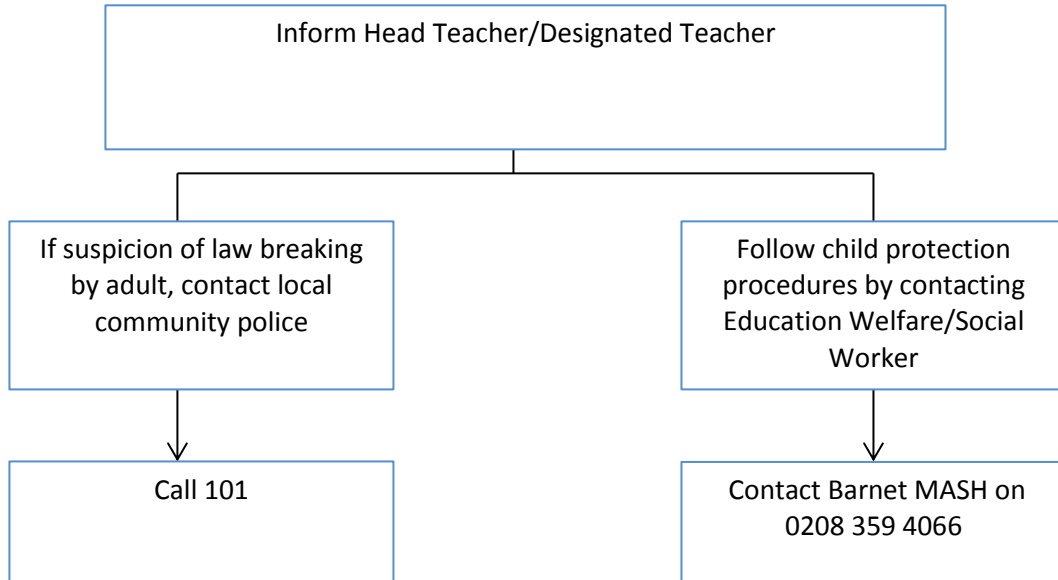 Inform Head Teacher/Designated Teacher
If suspicion of law breaking
by adult, contact local
community police
Follow child protection
procedures by contacting
Education Welfare/Social
Worker
Call 101
Contact Barnet MASH on
0208 359 4066